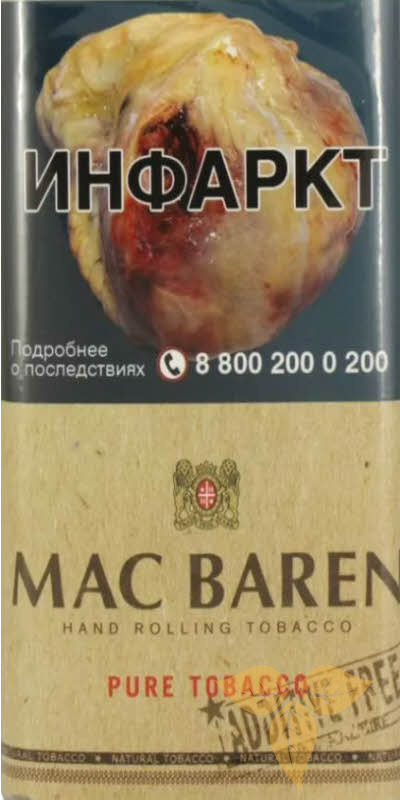 ИНФАРКТ
Подробнее
о последствиях 8 800 200 0 200
MAC BAREN
HAND ROLLING TOBACCO
PURE TOBACCO
ADDITIVE FREE
NATURAL TOBACCO • NATURAL TOBACCO • NATURAL TOBACCO